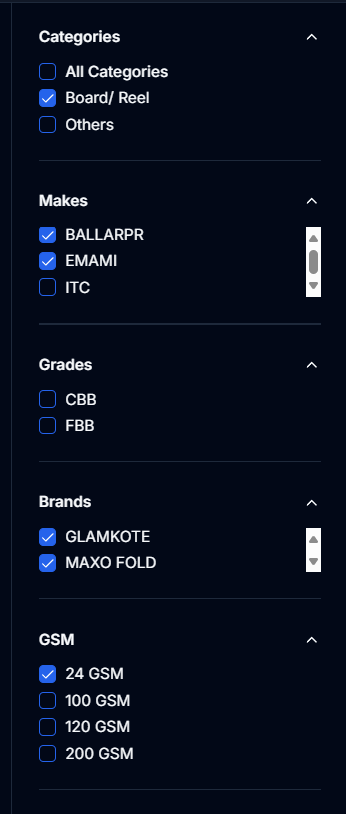 Categories
All Categories
Board/ Reel
Others
Makes
BALLARPR
EMAMI
ITC
Grades
CBB
FBB
Brands
GLAMKOTE
MAXO FOLD
GSM
24 GSM
100 GSM
120 GSM
200 GSM